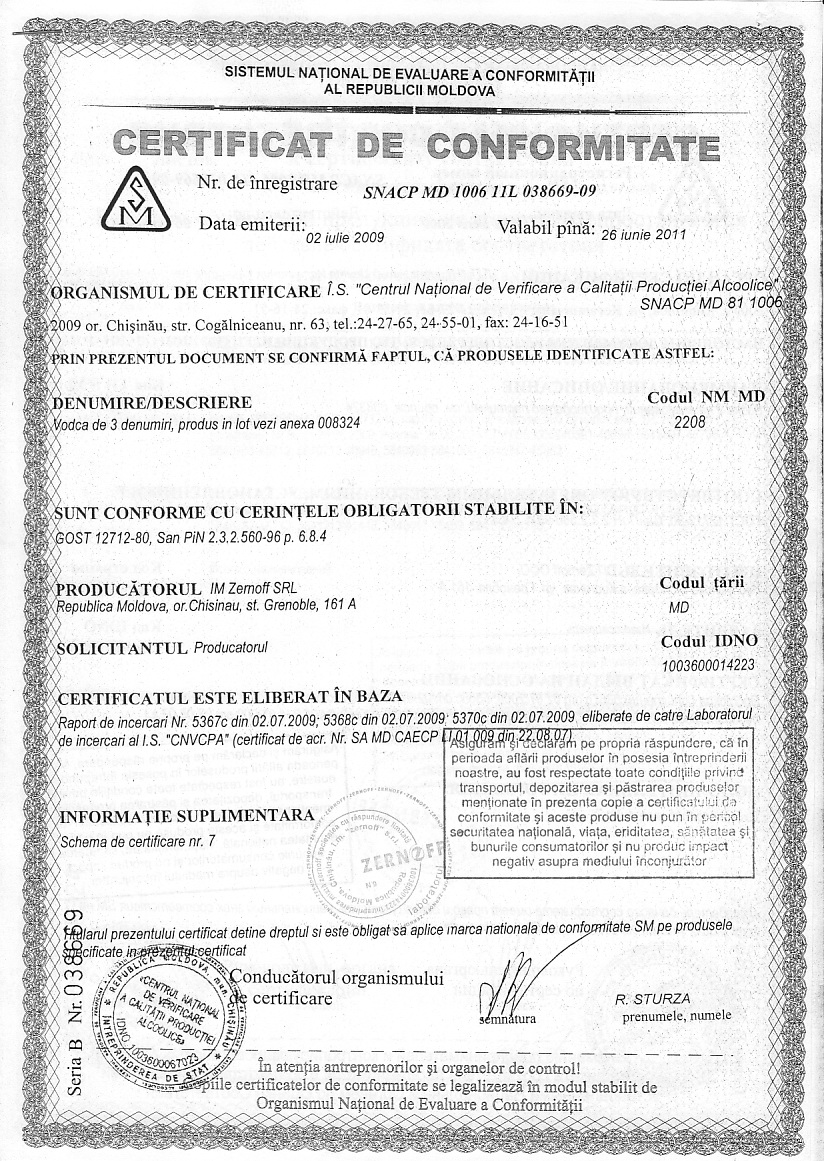 SISTEMUL NAȚIONAL DE EVALUARE A CONFORMITĂȚII
AL REPUBLICII MOLDOVA
CERTIFICAT DE CONFORMITATE
SM
Nr. de înregistrare SNACP MD 1006 11L 038669-09
Data emiterii: 02 iulie 2009 Valabil pînă: 26 iunie 2011
ORGANISMUL DE CERTIFICARE Î.S. "Centrul Național de Verificare a Calitații Producției Alcoolice"
SNACP MD 81 1006
2009 or. Chişinău, str. Cogălniceanu, nr. 63, tel.:24-27-65, 24-55-01, fax: 24-16-51
PRIN PREZENTUL DOCUMENT SE CONFIRMĂ FAPTUL, CĂ PRODUSELE IDENTIFICATE ASTFEL:
DENUMIRE/DESCRIERE Codul NM MD
Vodca de 3 denumiri, produs in lot vezi anexa 008324 2208
SUNT CONFORME CU CERINȚELE OBLIGATORII STABILITE ÎN:
GOST 12712-80, San PiN 2.3.2.560-96 p. 6.8.4
PRODUCĂTORUL IM Zernoff SRL Codul țării
Republica Moldova, or.Chisinau, st. Grenoble, 161 A MD
SOLICITANTUL Producatorul Codul IDNO
1003600014223
CERTIFICATUL ESTE ELIBERAT ÎN BAZA
Raport de incercari Nr. 5367c din 02.07.2009; 5368c din 02.07.2009; 5370c din 02.07.2009, eliberate de catre Laboratorul
de incercari al I.S. "CNVCPA" (certificat de acr. Nr. SA MD CAECP LI 01 009 din 22.08.07)
Asigurăm şi declarăm pe propria răspundere, că în
perioada aflării produselor în posesia întreprinderii
noastre, au fost respectate toate condițiile privind
transportul, depozitarea şi păstrarea produselor
menționate în prezenta copie a certificatului de
conformitate şi aceste produse nu pun în pericol
securitatea națională, viața, eriditatea, sănătatea şi
bunurile consumatorilor şi nu produc impact
negativ asupra mediului înconjurător
INFORMAȚIE SUPLIMENTARA
Schema de certificare nr. 7
ZERNOFF
laboratorul
Titularul prezentului certificat detine dreptul si este obligat sa aplice marca nationala de conformitate SM pe produsele
specificate in prezentul certificat
Conducătorul organismului
de certificare
semnătura
R. STURZA
prenumele, numele
REPUBLICA MOLDOVA, mun. CHIŞINĂU
ÎNTREPRINDEREA DE STAT
IDNO 1003600067023
«CENTRUL NAŢIONAL
DE VERIFICARE
A CALITĂŢII PRODUCŢIEI
ALCOOLICE»
Seria B Nr. 038669
În atenția antreprenorilor şi organelor de control!
Copiile certificatelor de conformitate se legalizează în modul stabilit de
Organismul Național de Evaluare a Conformității